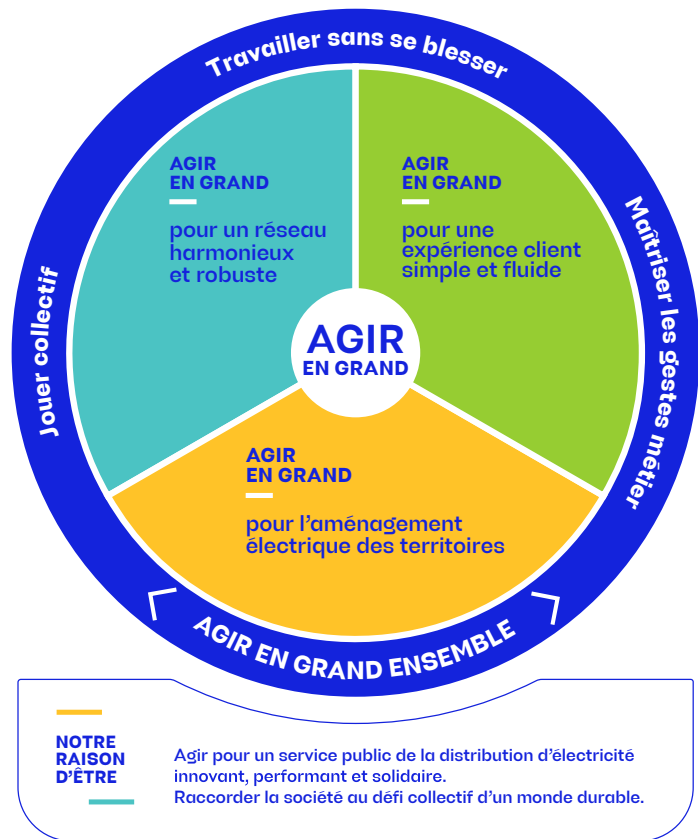 Travailler sans se blesser
Jouer collectif
Maîtriser les gestes métier
AGIR
EN GRAND
pour un réseau
harmonieux
et robuste
AGIR
EN GRAND
pour une
expérience client
simple et fluide
AGIR
EN GRAND
AGIR
EN GRAND
pour l'aménagement
électrique des territoires
AGIR EN GRAND ENSEMBLE
NOTRE
RAISON
D'ÊTRE
Agir pour un service public de la distribution d'électricité
innovant, performant et solidaire.
Raccorder la société au défi collectif d'un monde durable.